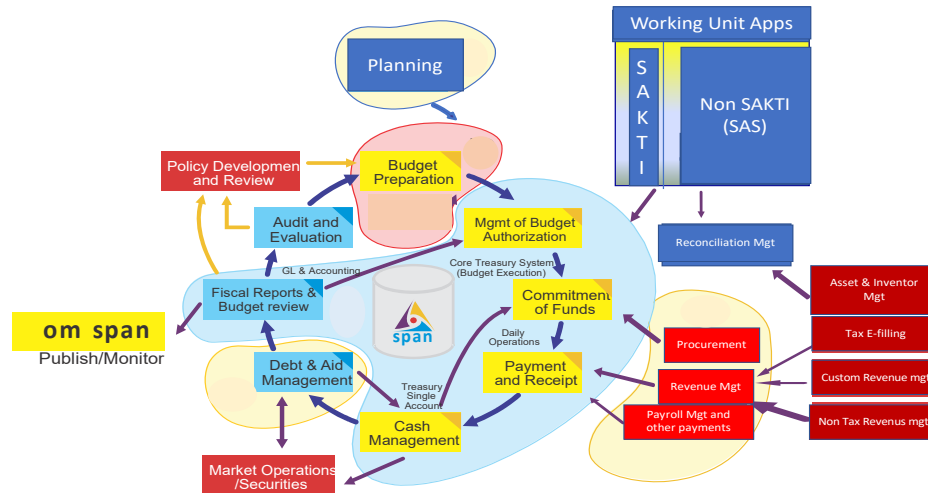 Working Unit Apps
Planning
S
A
K
T
I
Non SAKTI
(SAS)
Policy Development
and Review
Budget
Preparation
Audit and
Evaluation
Mgmt of Budget
Authorization
Reconciliation Mgt
GL & Accounting
Core Treasury System
(Budget Execution)
Fiscal Reports &
Budget review
Commitment
of Funds
Asset & Inventor
Mgt
om span
Publish/Monitor
span
Daily
Operations
Procurement
Tax E-filling
Debt & Aid
Management
Payment
and Receipt
Revenue Mgt
Custom Revenue mgt
Treasury
Single
Account
Cash
Management
Payroll Mgt and
other payments
Non Tax Revenus mgt
Market Operations
/Securities